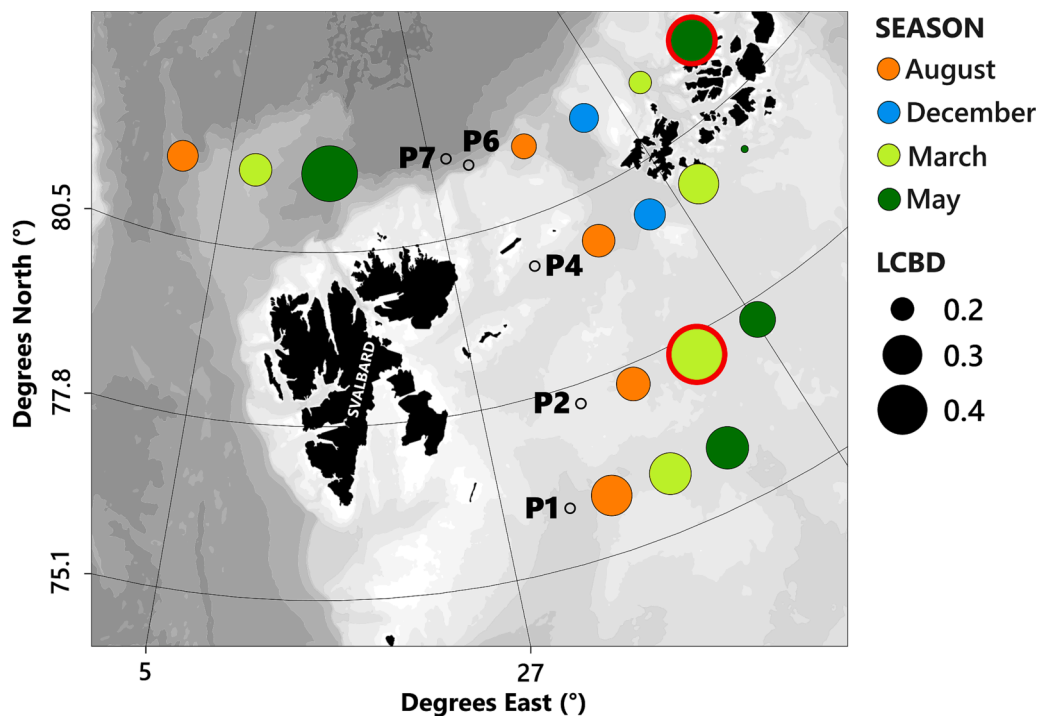 SEASON
August
December
March
May
LCBD
0.2
0.3
0.4
P7
P6
P4
P2
P1
SVALBARD
80.5
77.8
75.1
Degrees North (°)
5
27
Degrees East (°)